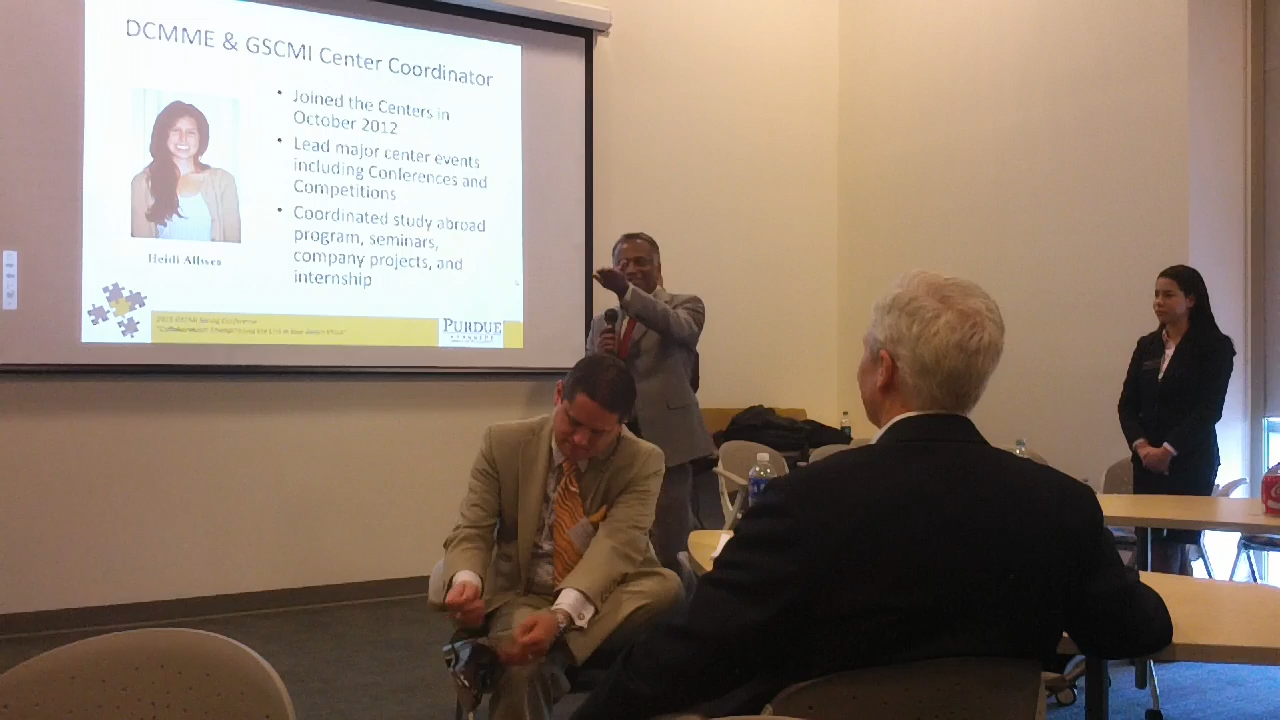 DCMME & GSCMI Center Coordinator
• Joined the Centers in
October 2012
• Lead major center events
including Conferences and
Competitions
• Coordinated study abroad
program, seminars,
company projects, and
internship
Heidi
PURDUE